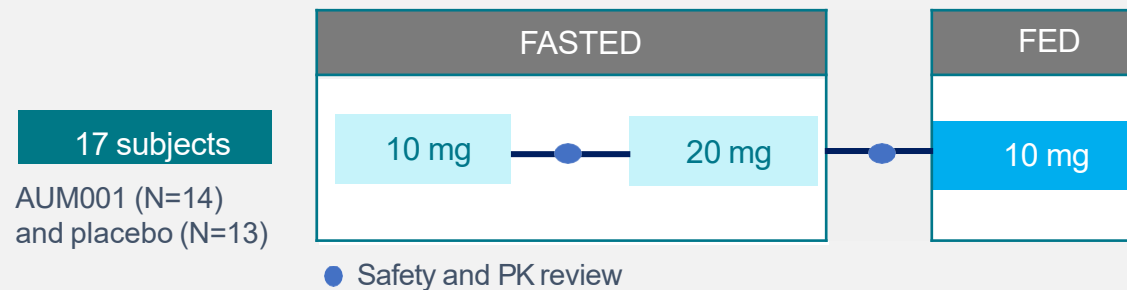 FASTED
FED
17 subjects
10 mg
20 mg
10 mg
AUM001 (N=14)
and placebo (N=13)
Safety and PK review